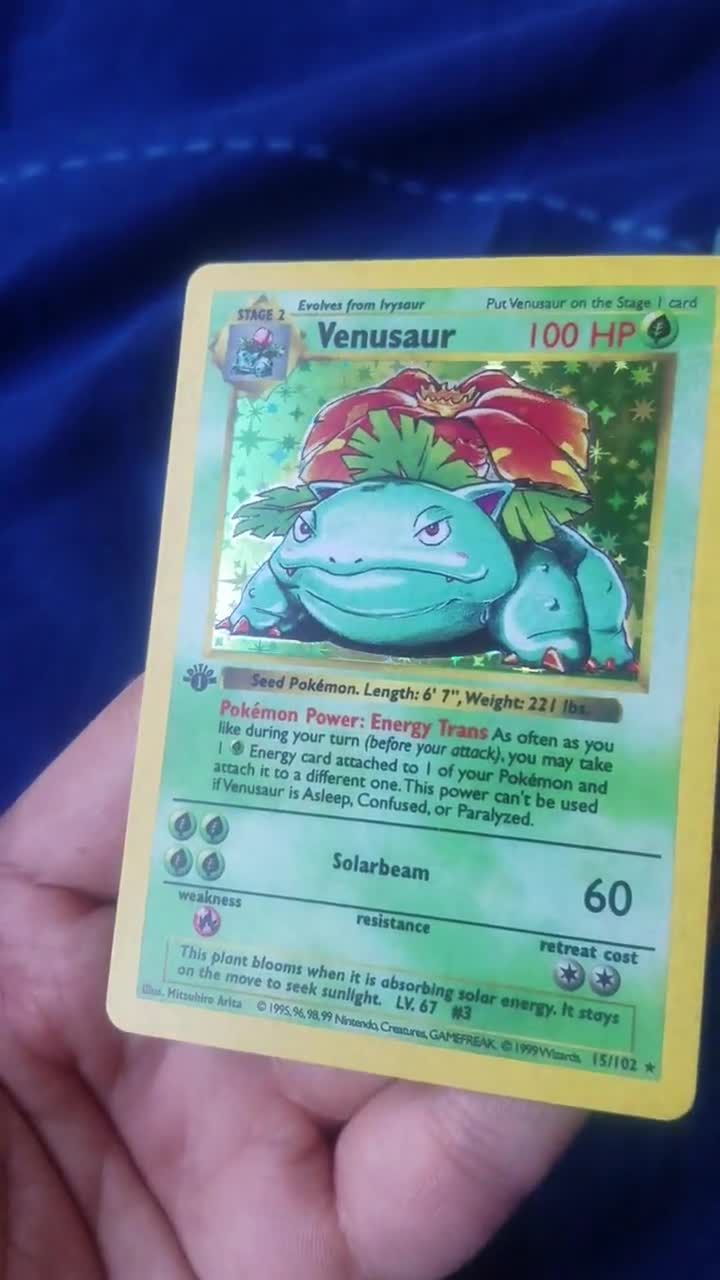 Evolves from Ivysaur Put Venusaur on the Stage 1 card
STAGE 2
Venusaur 100 HP
EDITION
1
Seed Pokémon. Length: 6' 7", Weight: 221 lbs.
Pokémon Power: Energy Trans As often as you
like during your turn (before your attack), you may take
1 Energy card attached to 1 of your Pokémon and
attach it to a different one. This power can't be used
if Venusaur is Asleep, Confused, or Paralyzed.
Solarbeam 60
weakness resistance retreat cost
This plant blooms when it is absorbing solar energy. It stays
on the move to seek sunlight. LV. 67 #3
Illus. Mitsuhiro Arita © 1995, 96, 98, 99 Nintendo, Creatures, GAMEFREAK. © 1999 Wizards. 15/102 ★